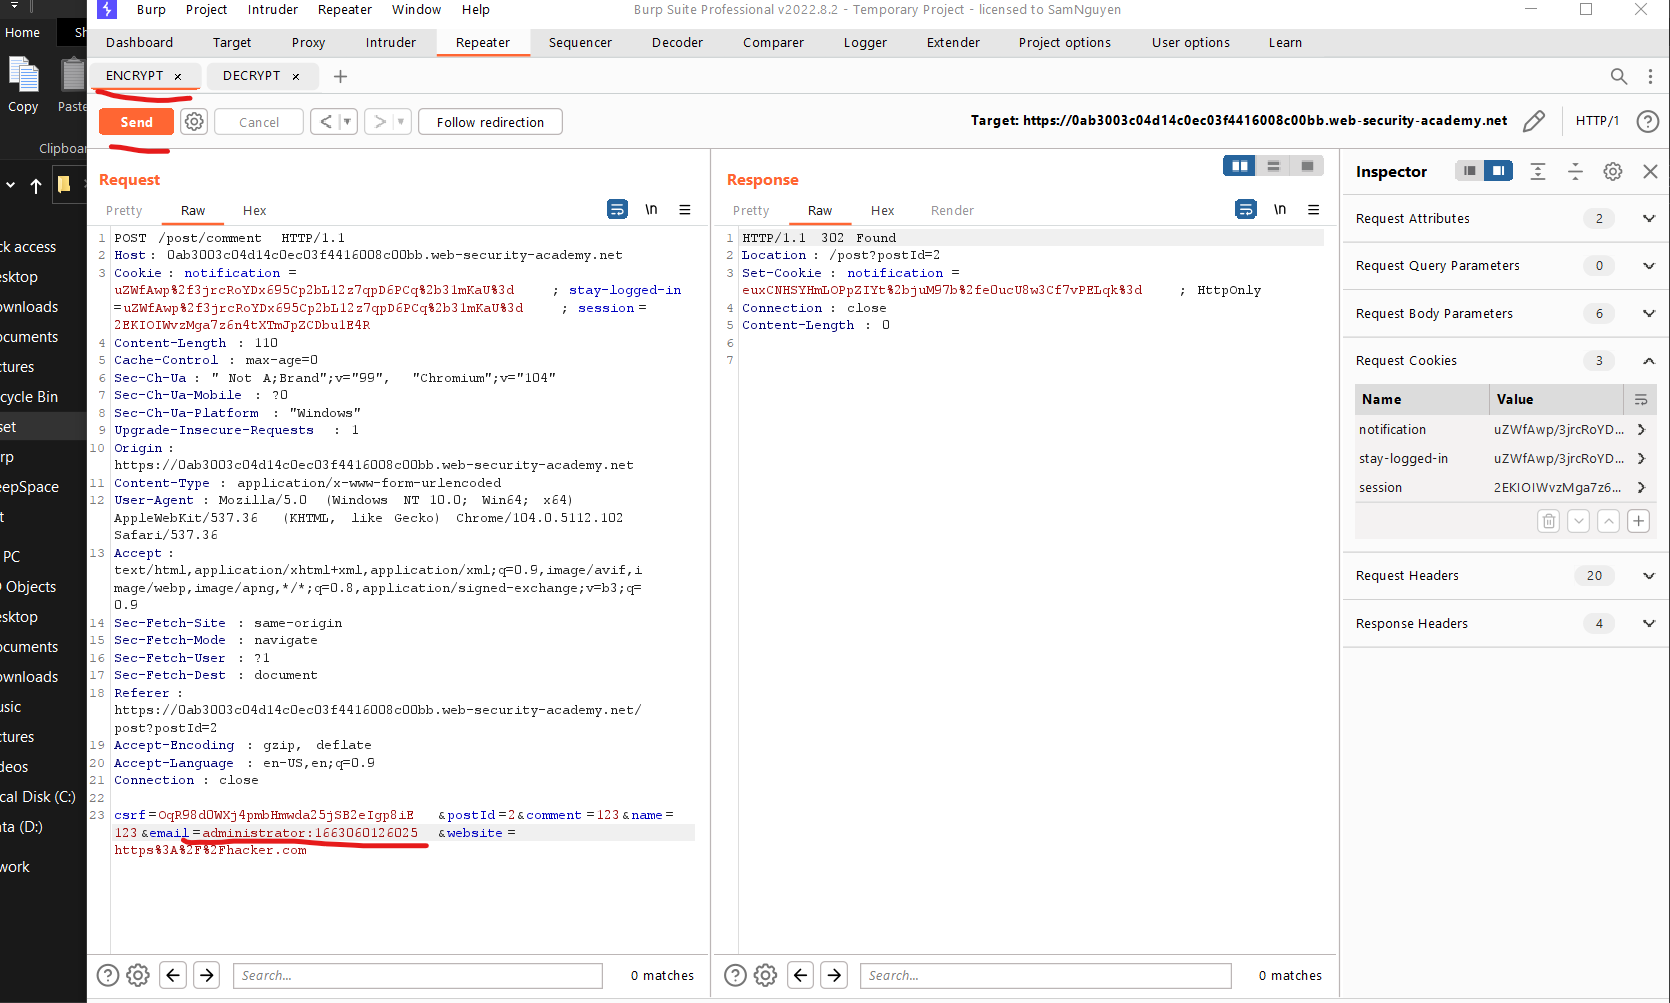 Burp Project Intruder Repeater Window Help Burp Suite Professional v2022.8.2 - Temporary Project - licensed to SamNguyen
Home Sh
Dashboard Target Proxy Intruder Repeater Sequencer Decoder Comparer Logger Extender Project options User options Learn
ENCRYPT × DECRYPT × +
Copy Paste
Send Cancel < > Follow redirection Target: https://0ab3003c04d14c0ec03f4416008c00bb.web-security-academy.net HTTP/1
Clipboar
Request
Pretty Raw Hex \n
1 POST /post/comment HTTP/1.1
2 Host: 0ab3003c04d14c0ec03f4416008c00bb.web-security-academy.net
3 Cookie: notification=
uZWfAwp%2f3jrcRoYDx695Cp2bL12z7qpD6PCq%2b31mKaU%3d; stay-logged-in
=uZWfAwp%2f3jrcRoYDx695Cp2bL12z7qpD6PCq%2b31mKaU%3d; session=
2EKIOIWvzMga7z6n4tXTmJpZCDbu1E4R
4 Content-Length: 110
5 Cache-Control: max-age=0
6 Sec-Ch-Ua: " Not A;Brand";v="99", "Chromium";v="104"
7 Sec-Ch-Ua-Mobile: ?0
8 Sec-Ch-Ua-Platform: "Windows"
9 Upgrade-Insecure-Requests: 1
10 Origin:
https://0ab3003c04d14c0ec03f4416008c00bb.web-security-academy.net
11 Content-Type: application/x-www-form-urlencoded
12 User-Agent: Mozilla/5.0 (Windows NT 10.0; Win64; x64)
AppleWebKit/537.36 (KHTML, like Gecko) Chrome/104.0.5112.102
Safari/537.36
13 Accept:
text/html,application/xhtml+xml,application/xml;q=0.9,image/avif,i
mage/webp,image/apng,*/*;q=0.8,application/signed-exchange;v=b3;q=
0.9
14 Sec-Fetch-Site: same-origin
15 Sec-Fetch-Mode: navigate
16 Sec-Fetch-User: ?1
17 Sec-Fetch-Dest: document
18 Referer:
https://0ab3003c04d14c0ec03f4416008c00bb.web-security-academy.net/
post?postId=2
19 Accept-Encoding: gzip, deflate
20 Accept-Language: en-US,en;q=0.9
21 Connection: close
22
23 csrf=OqR98d0WXj4pmbHmwda25jSB2eIgp8iE&postId=2&comment=123&name=
123&email=administrator:1663060126025&website=
https%3A%2F%2Fhacker.com
Search... 0 matches
Response
Pretty Raw Hex Render \n
1 HTTP/1.1 302 Found
2 Location: /post?postId=2
3 Set-Cookie: notification=
euxCNHSYHmLOPpZIYt%2bjuM97b%2fe0ucU8w3Cf7vPELqk%3d; HttpOnly
4 Connection: close
5 Content-Length: 0
6
7
Search... 0 matches
Inspector
Request Attributes 2
Request Query Parameters 0
Request Body Parameters 6
Request Cookies 3
Name Value
notification uZWfAwp/3jrcRoYD...
stay-logged-in uZWfAwp/3jrcRoYD...
session 2EKIOIWvzMga7z6...
Request Headers 20
Response Headers 4
ck access
esktop
ownloads
ocuments
ctures
cycle Bin
set
rp
eepSpace
t
PC
Objects
esktop
ocuments
ownloads
usic
ctures
deos
cal Disk (C:)
ata (D:)
work